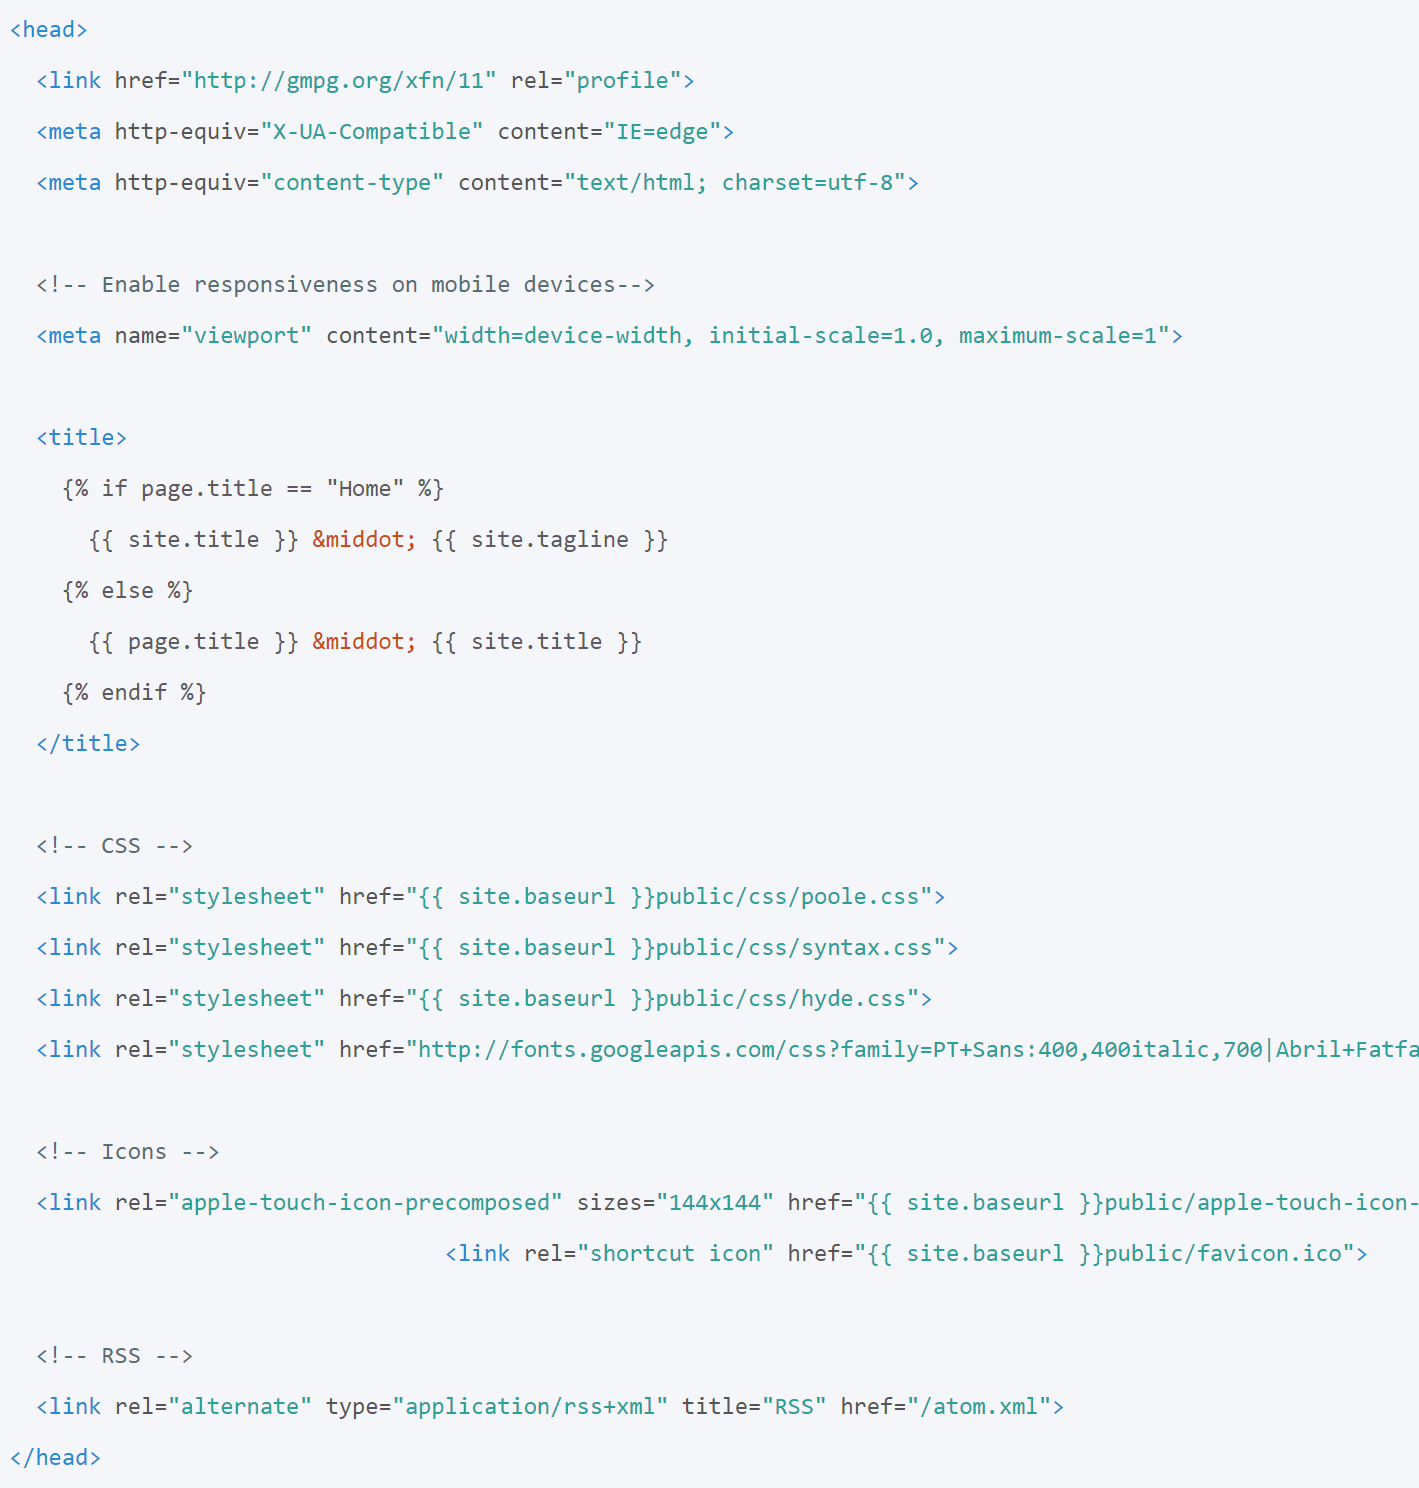 <head>
<link href="http://gmpg.org/xfn/11" rel="profile">
<meta http-equiv="X-UA-Compatible" content="IE=edge">
<meta http-equiv="content-type" content="text/html; charset=utf-8">
<!-- Enable responsiveness on mobile devices-->
<meta name="viewport" content="width=device-width, initial-scale=1.0, maximum-scale=1">
<title>
{% if page.title == "Home" %}
{{ site.title }} &middot; {{ site.tagline }}
{% else %}
{{ page.title }} &middot; {{ site.title }}
{% endif %}
</title>
<!-- CSS -->
<link rel="stylesheet" href="{{ site.baseurl }}public/css/poole.css">
<link rel="stylesheet" href="{{ site.baseurl }}public/css/syntax.css">
<link rel="stylesheet" href="{{ site.baseurl }}public/css/hyde.css">
<link rel="stylesheet" href="http://fonts.googleapis.com/css?family=PT+Sans:400,400italic,700|Abril+Fatfa
<!-- Icons -->
<link rel="apple-touch-icon-precomposed" sizes="144x144" href="{{ site.baseurl }}public/apple-touch-icon-
<link rel="shortcut icon" href="{{ site.baseurl }}public/favicon.ico">
<!-- RSS -->
<link rel="alternate" type="application/rss+xml" title="RSS" href="/atom.xml">
</head>